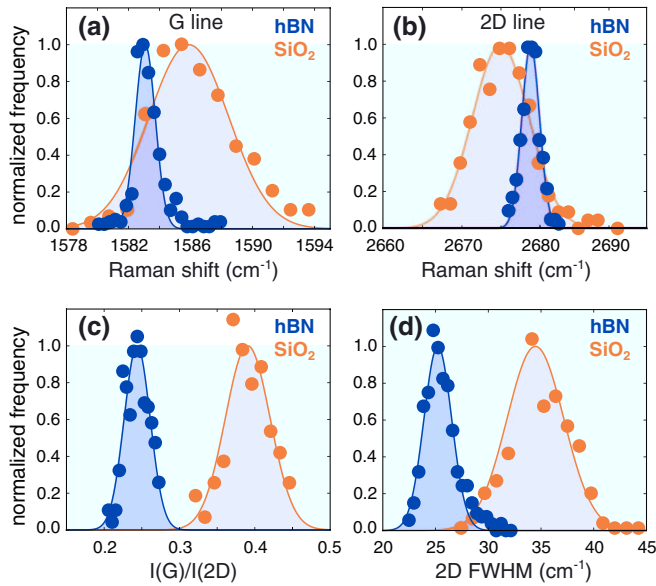 (a) G line hBN
SiO₂
(b) 2D line hBN
SiO₂
normalized frequency
1.0
0.8
0.6
0.4
0.2
0.0
1578 1582 1586 1590 1594
Raman shift (cm⁻¹)
1.0
0.8
0.6
0.4
0.2
0.0
2660 2670 2680 2690
Raman shift (cm⁻¹)
(c) hBN
SiO₂
(d) hBN
SiO₂
normalized frequency
1.0
0.8
0.6
0.4
0.2
0.0
0.2 0.3 0.4 0.5
I(G)/I(2D)
1.0
0.8
0.6
0.4
0.2
0.0
20 25 30 35 40 45
2D FWHM (cm⁻¹)